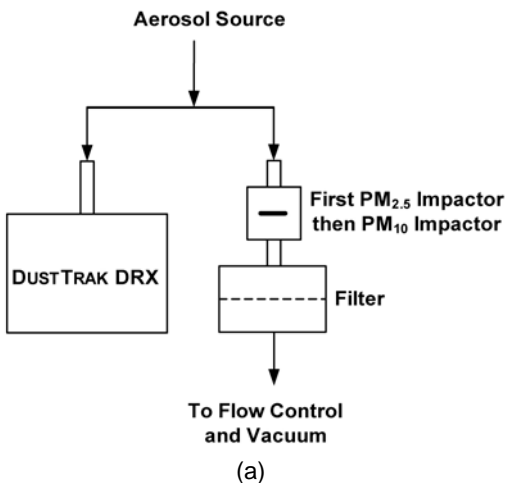 Aerosol Source
First PM2.5 Impactor
then PM10 Impactor
DUSTTRAK DRX
Filter
To Flow Control
and Vacuum
(a)